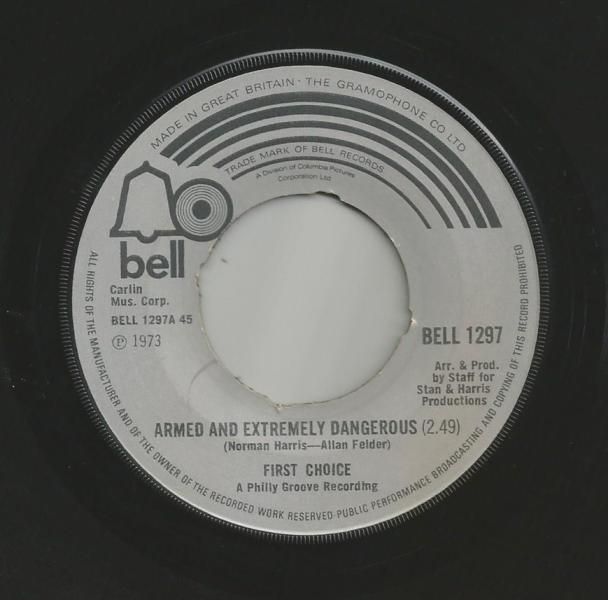 MADE IN GREAT BRITAIN · THE GRAMOPHONE CO LTD
TRADE MARK OF BELL RECORDS
A Division of Columbia Pictures
Corporation Ltd
bell
Carlin
Mus. Corp.
BELL 1297A 45
℗ 1973
BELL 1297
Arr. & Prod.
by Staff for
Stan & Harris
Productions
ARMED AND EXTREMELY DANGEROUS (2.49)
(Norman Harris—Allan Felder)
FIRST CHOICE
A Philly Groove Recording
ALL RIGHTS OF THE MANUFACTURER AND OF THE OWNER OF THE RECORDED WORK RESERVED · PUBLIC PERFORMANCE BROADCASTING AND COPYING OF THIS RECORD PROHIBITED